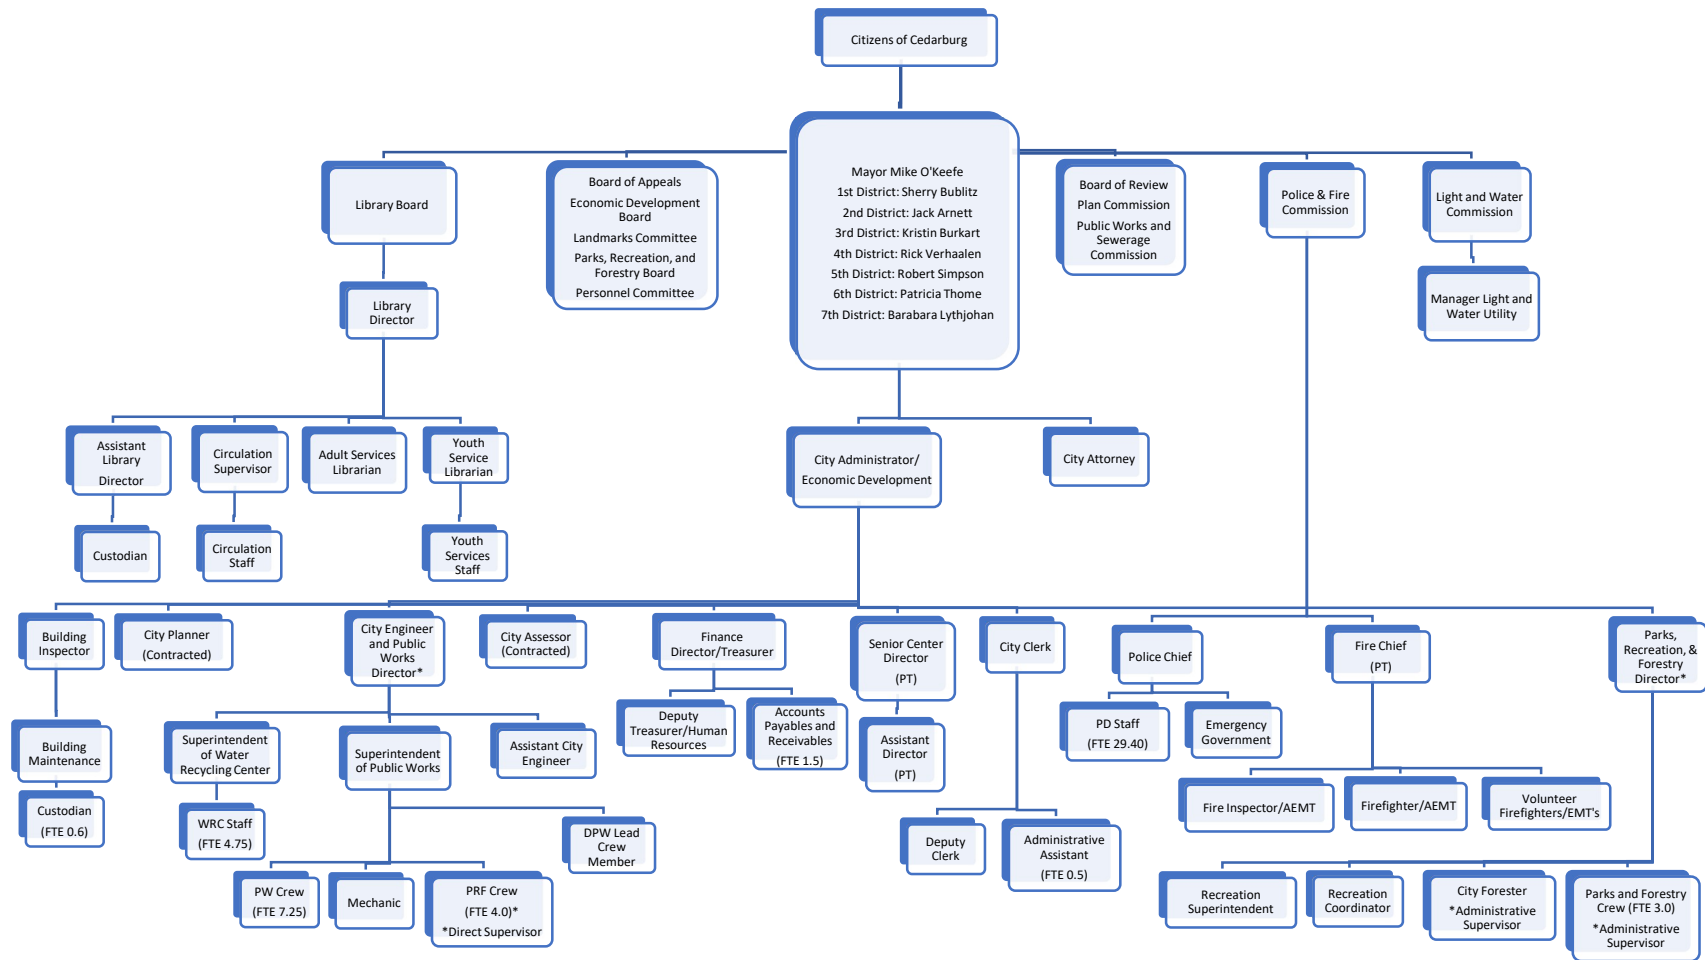 Citizens of Cedarburg
Mayor Mike O'Keefe
1st District: Sherry Bublitz
2nd District: Jack Arnett
3rd District: Kristin Burkart
4th District: Rick Verhaalen
5th District: Robert Simpson
6th District: Patricia Thome
7th District: Barabara Lythjohan
Library Board
Board of Appeals
Economic Development
Board
Landmarks Committee
Parks, Recreation, and
Forestry Board
Personnel Committee
Board of Review
Plan Commission
Public Works and
Sewerage
Commission
Police & Fire
Commission
Light and Water
Commission
Library
Director
Manager Light and
Water Utility
Assistant
Library
Director
Circulation
Supervisor
Adult Services
Librarian
Youth
Service
Librarian
City Administrator/
Economic Development
City Attorney
Custodian
Circulation
Staff
Youth
Services
Staff
Building
Inspector
City Planner
(Contracted)
City Engineer
and Public
Works
Director*
City Assessor
(Contracted)
Finance
Director/Treasurer
Senior Center
Director
(PT)
City Clerk
Police Chief
Fire Chief
(PT)
Parks,
Recreation, &
Forestry
Director*
Building
Maintenance
Superintendent
of Water
Recycling Center
Superintendent
of Public Works
Assistant City
Engineer
Deputy
Treasurer/Human
Resources
Accounts
Payables and
Receivables
(FTE 1.5)
Assistant
Director
(PT)
PD Staff
(FTE 29.40)
Emergency
Government
Custodian
(FTE 0.6)
WRC Staff
(FTE 4.75)
DPW Lead
Crew
Member
Deputy
Clerk
Administrative
Assistant
(FTE 0.5)
Fire Inspector/AEMT
Firefighter/AEMT
Volunteer
Firefighters/EMT's
PW Crew
(FTE 7.25)
Mechanic
PRF Crew
(FTE 4.0)*
*Direct Supervisor
Recreation
Superintendent
Recreation
Coordinator
City Forester
*Administrative
Supervisor
Parks and Forestry
Crew (FTE 3.0)
*Administrative
Supervisor